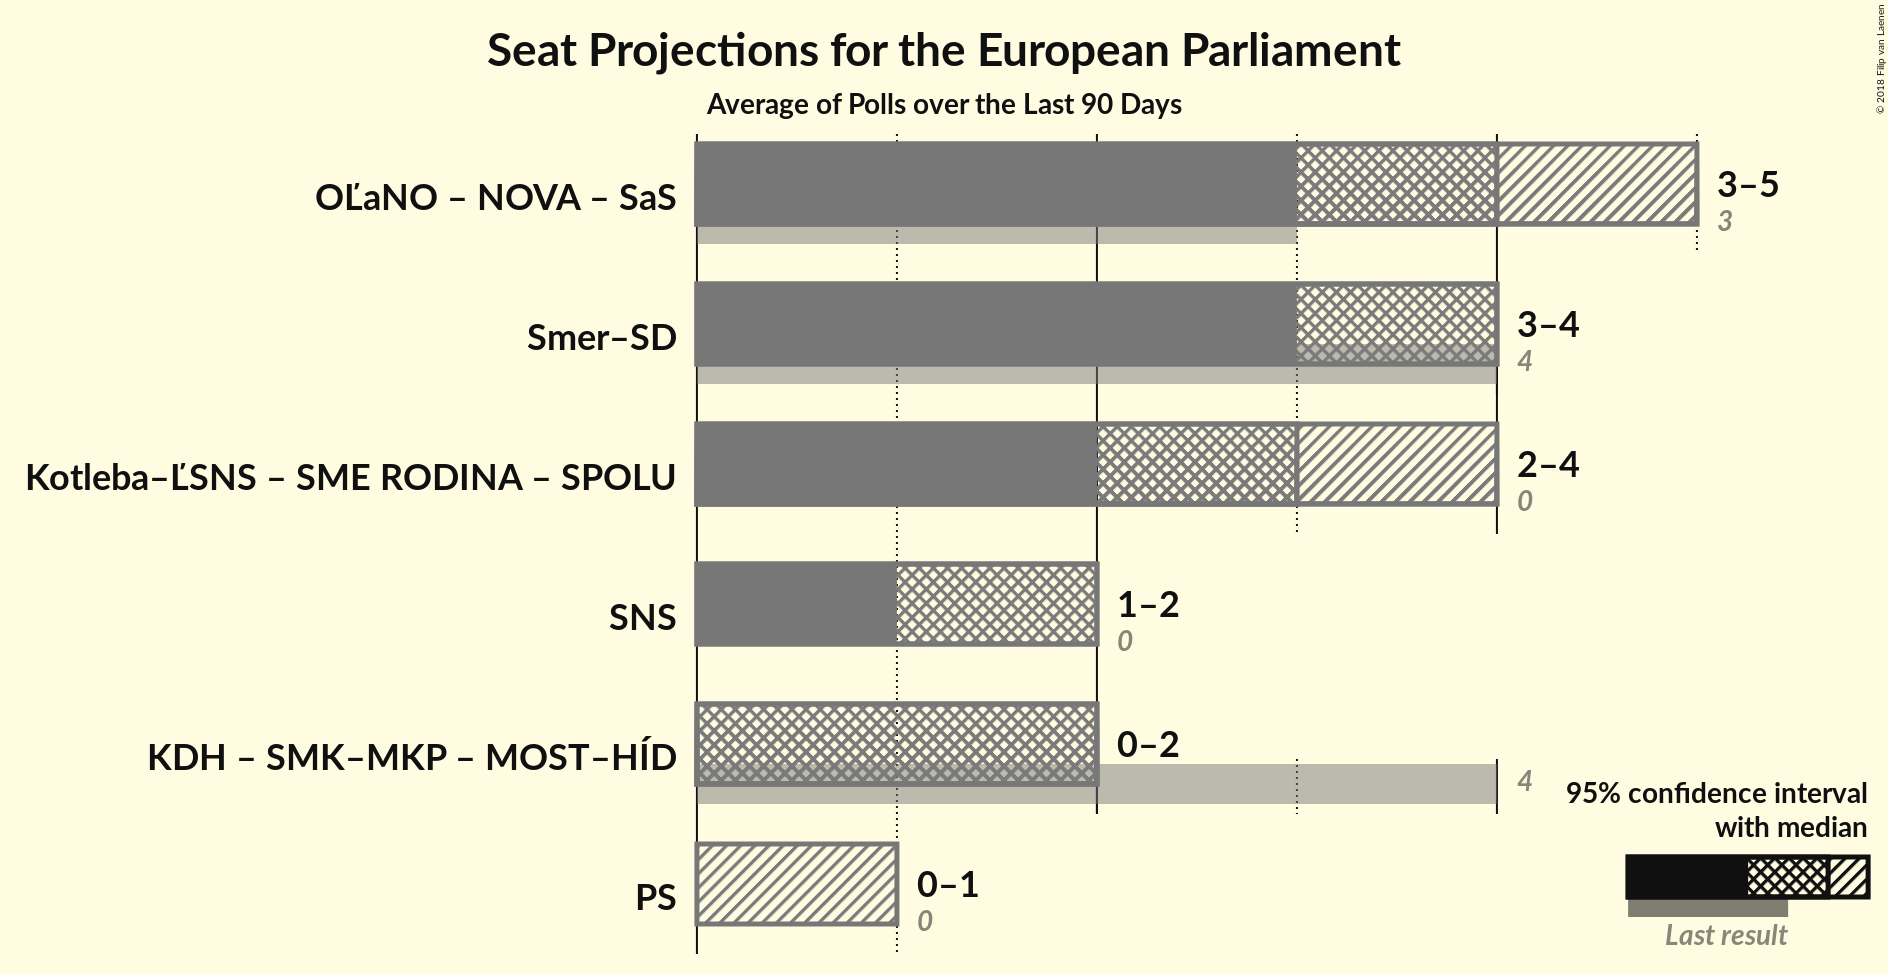 Seat Projections for the European Parliament
Average of Polls over the Last 90 Days
© 2018 Filip van Laenen
OĽaNO – NOVA – SaS
3–5
3
Smer–SD
3–4
4
Kotleba–ĽSNS – SME RODINA – SPOLU
2–4
0
SNS
1–2
0
KDH – SMK–MKP – MOST–HÍD
0–2
4
PS
0–1
0
95% confidence interval
with median
Last result